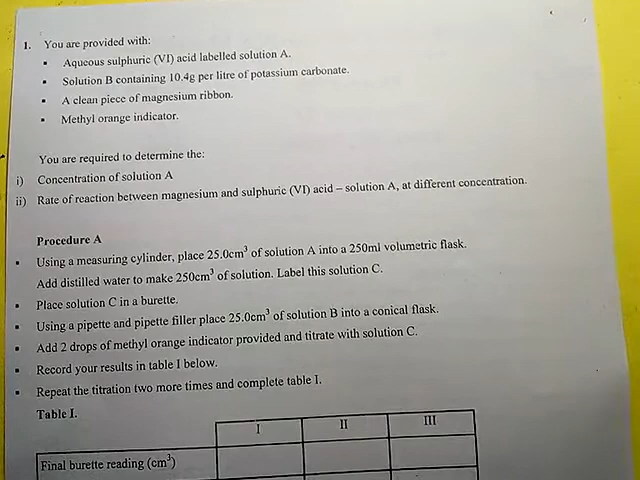 1. You are provided with:
▪ Aqueous sulphuric (VI) acid labelled solution A.
▪ Solution B containing 10.4g per litre of potassium carbonate.
▪ A clean piece of magnesium ribbon.
▪ Methyl orange indicator.
You are required to determine the:
i) Concentration of solution A
ii) Rate of reaction between magnesium and sulphuric (VI) acid – solution A, at different concentration.
Procedure A
▪ Using a measuring cylinder, place 25.0cm³ of solution A into a 250ml volumetric flask.
Add distilled water to make 250cm³ of solution. Label this solution C.
▪ Place solution C in a burette.
▪ Using a pipette and pipette filler place 25.0cm³ of solution B into a conical flask.
▪ Add 2 drops of methyl orange indicator provided and titrate with solution C.
▪ Record your results in table I below.
▪ Repeat the titration two more times and complete table I.
Table I.
I II III
Final burette reading (cm³)